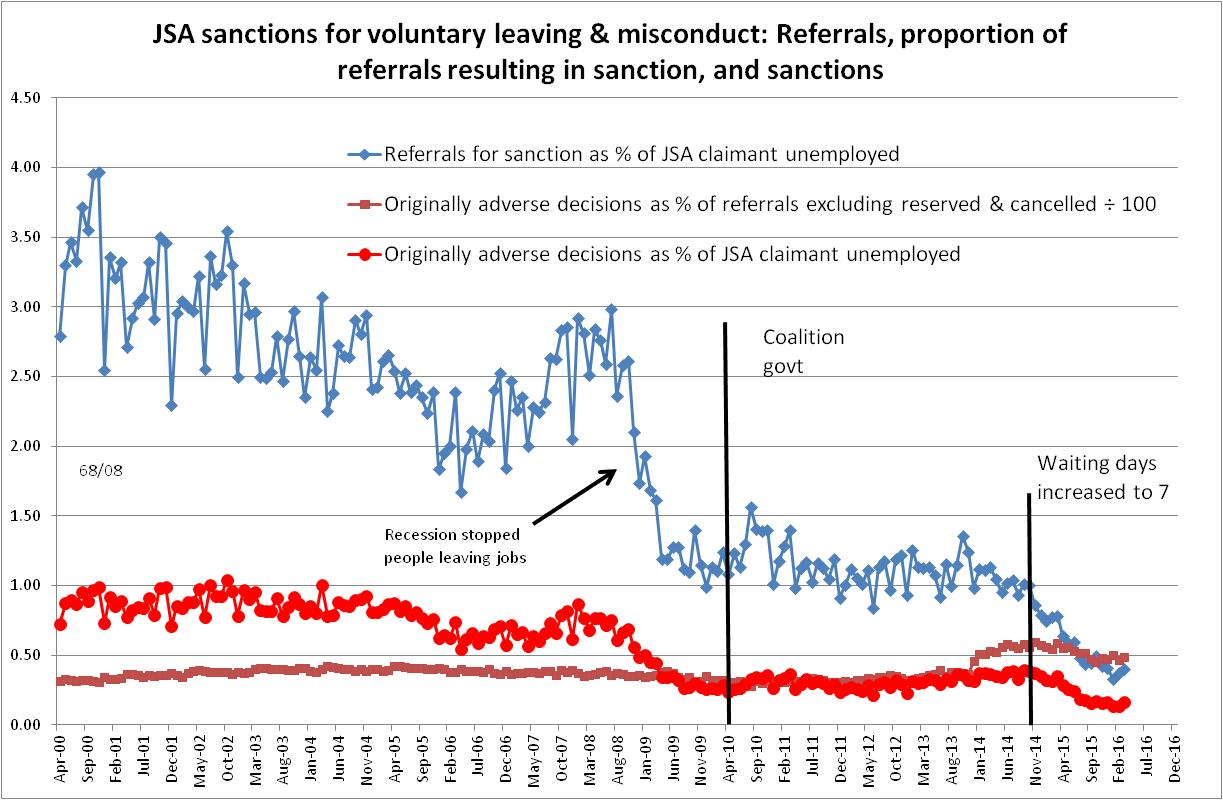 JSA sanctions for voluntary leaving & misconduct: Referrals, proportion of
referrals resulting in sanction, and sanctions
4.50
4.00
3.50
3.00
2.50
2.00
1.50
1.00
0.50
0.00
Referrals for sanction as % of JSA claimant unemployed
Originally adverse decisions as % of referrals excluding reserved & cancelled ÷ 100
Originally adverse decisions as % of JSA claimant unemployed
Coalition
govt
Waiting days
increased to 7
68/08
Recession stopped
people leaving jobs
Apr-00
Sep-00
Feb-01
Jul-01
Dec-01
May-02
Oct-02
Mar-03
Aug-03
Jan-04
Jun-04
Nov-04
Apr-05
Sep-05
Feb-06
Jul-06
Dec-06
May-07
Oct-07
Mar-08
Aug-08
Jan-09
Jun-09
Nov-09
Apr-10
Sep-10
Feb-11
Jul-11
Dec-11
May-12
Oct-12
Mar-13
Aug-13
Jan-14
Jun-14
Nov-14
Apr-15
Sep-15
Feb-16
Jul-16
Dec-16